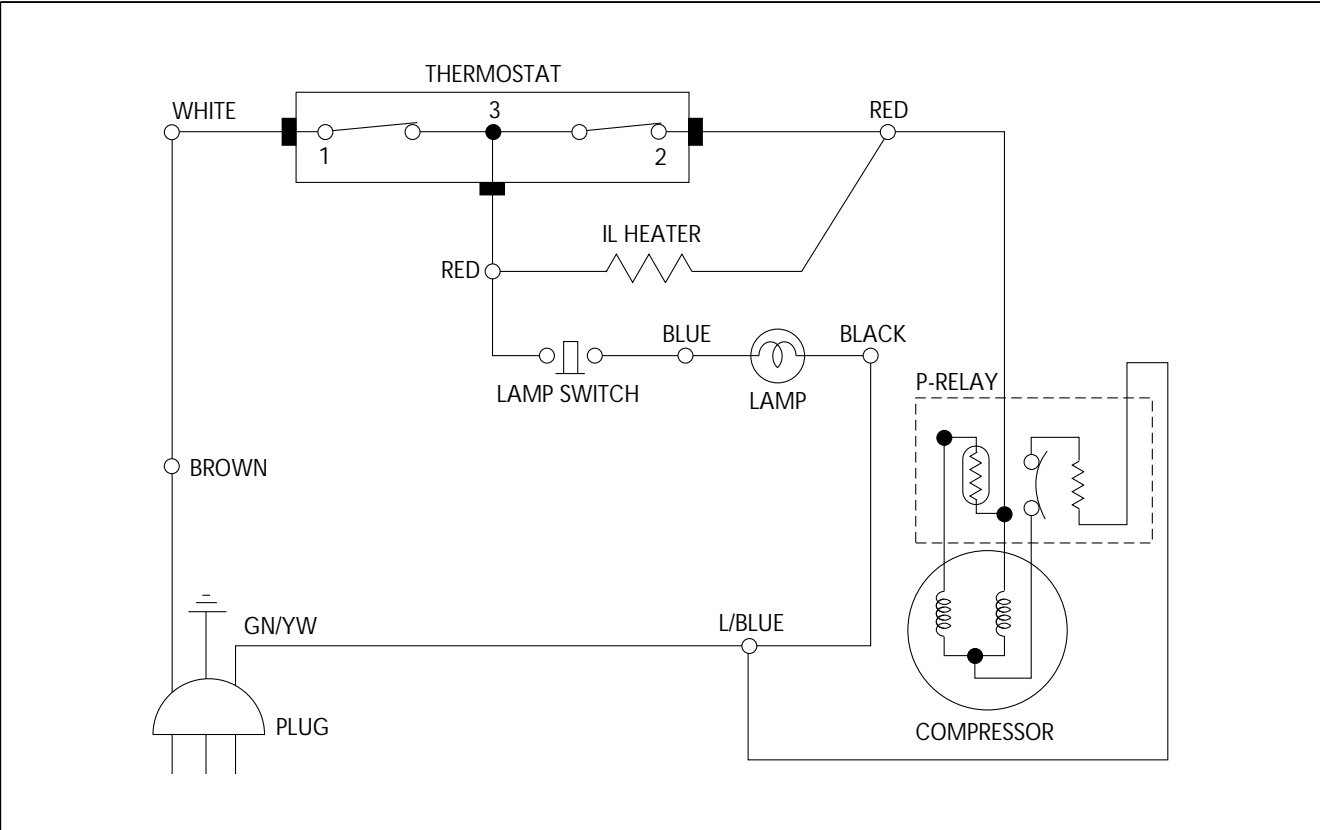 THERMOSTAT
WHITE
3
RED
1
2
IL HEATER
RED
BLUE
BLACK
LAMP SWITCH
LAMP
P-RELAY
BROWN
GN/YW
L/BLUE
PLUG
COMPRESSOR